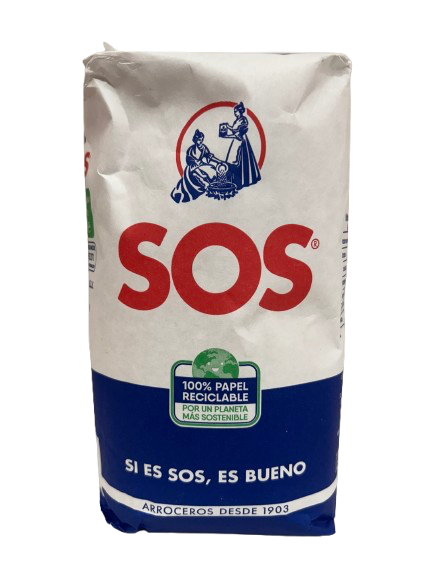 SOS®
100% PAPEL
RECICLABLE
POR UN PLANETA
MÁS SOSTENIBLE
SI ES SOS, ES BUENO
ARROCEROS DESDE 1903